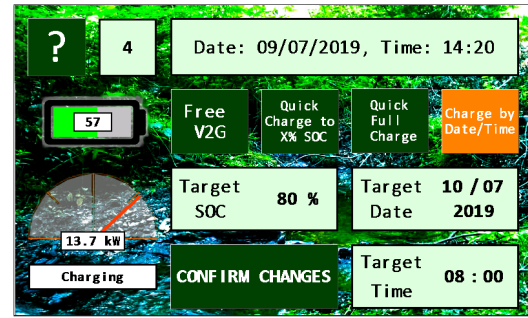 ?
4
Date: 09/07/2019, Time: 14:20
57
Free
V2G
Quick
Charge to
X% SOC
Quick
Full
Charge
Charge by
Date/Time
Target
SOC
80 %
Target
Date
10 / 07
2019
13.7 kW
Charging
CONFIRM CHANGES
Target
Time
08 : 00